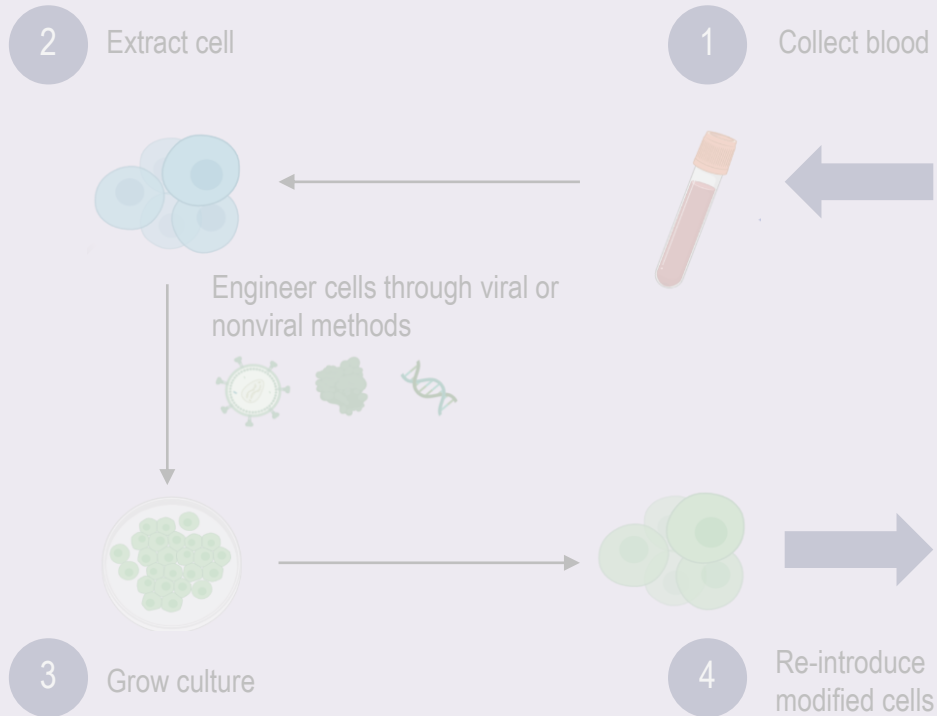 2 Extract cell
1 Collect blood
Engineer cells through viral or
nonviral methods
3 Grow culture
4 Re-introduce
modified cells